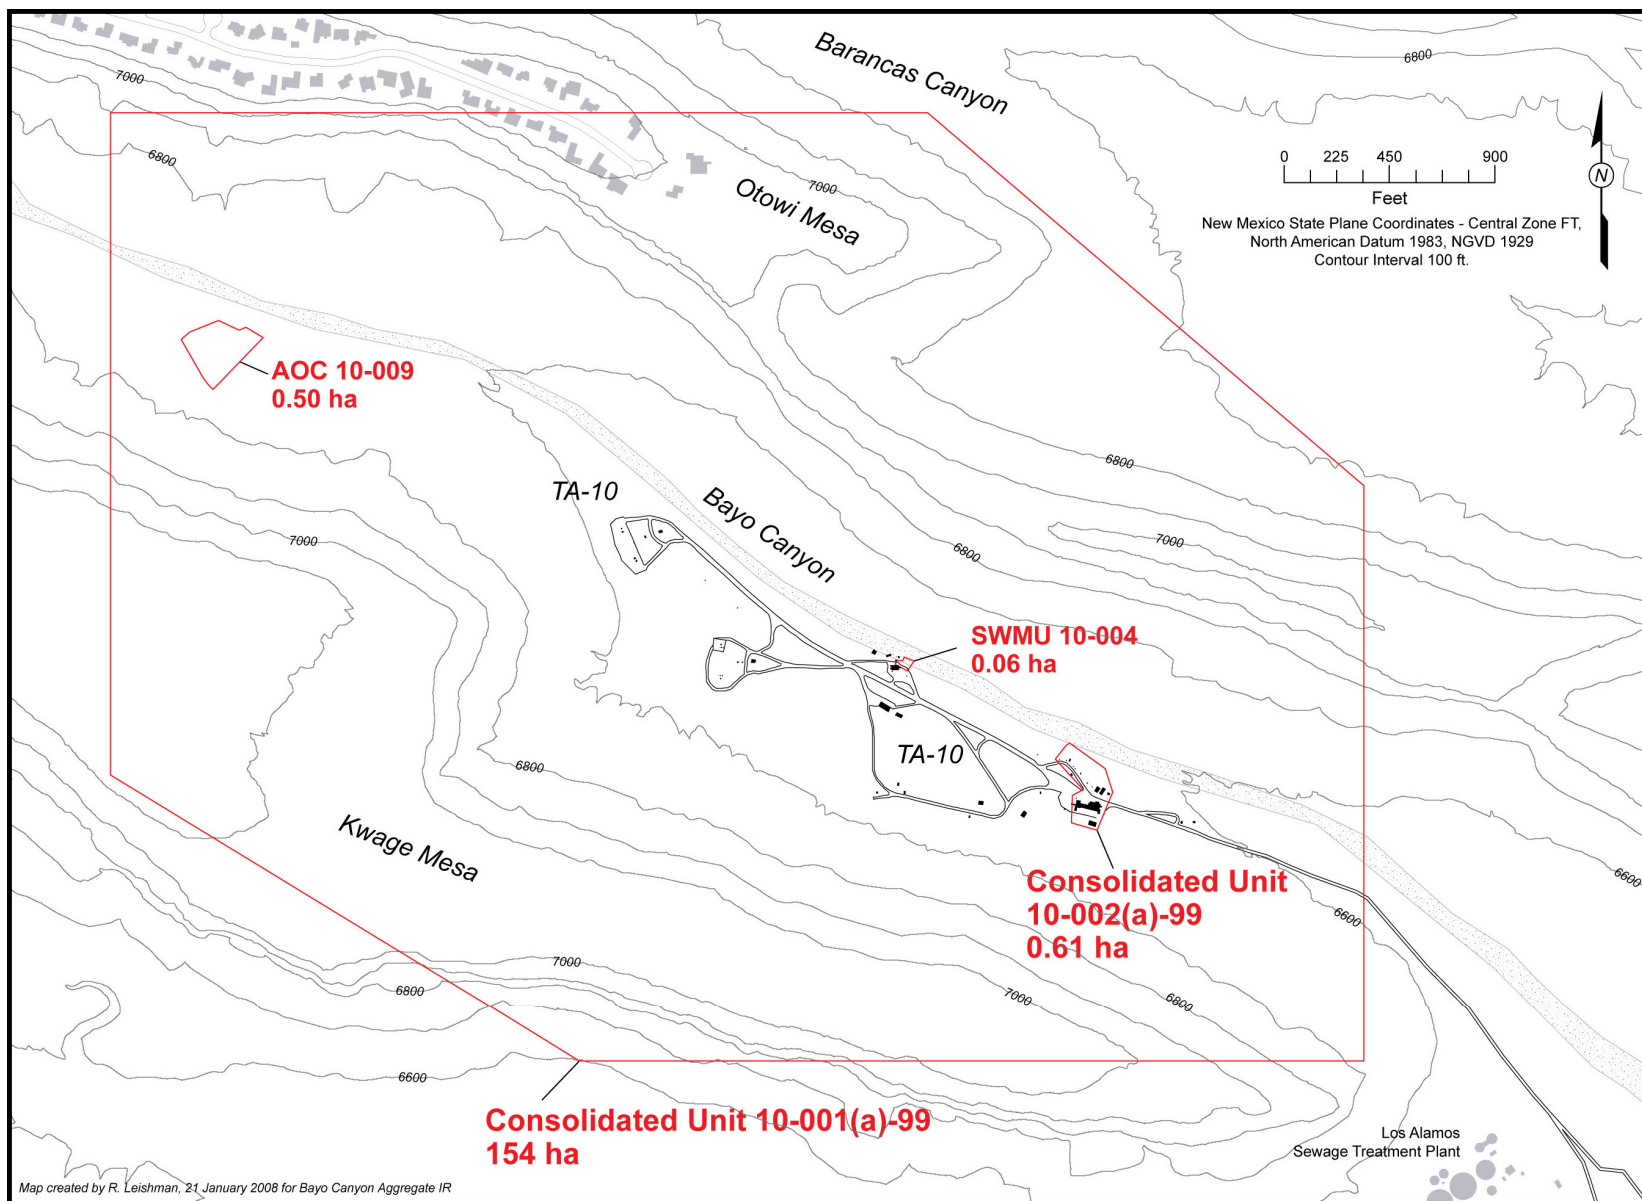 Barancas Canyon
6800
7000
0 225 450 900
Feet
New Mexico State Plane Coordinates - Central Zone FT,
North American Datum 1983, NGVD 1929
Contour Interval 100 ft.
N
6800
7000
Otowi Mesa
AOC 10-009
0.50 ha
6800
TA-10
Bayo Canyon
7000
6800
7000
SWMU 10-004
0.06 ha
TA-10
6800
Kwage Mesa
Consolidated Unit
10-002(a)-99
0.61 ha
6600
6600
7000
6800
7000
6800
6600
Consolidated Unit 10-001(a)-99
154 ha
Los Alamos
Sewage Treatment Plant
Map created by R. Leishman, 21 January 2008 for Bayo Canyon Aggregate IR